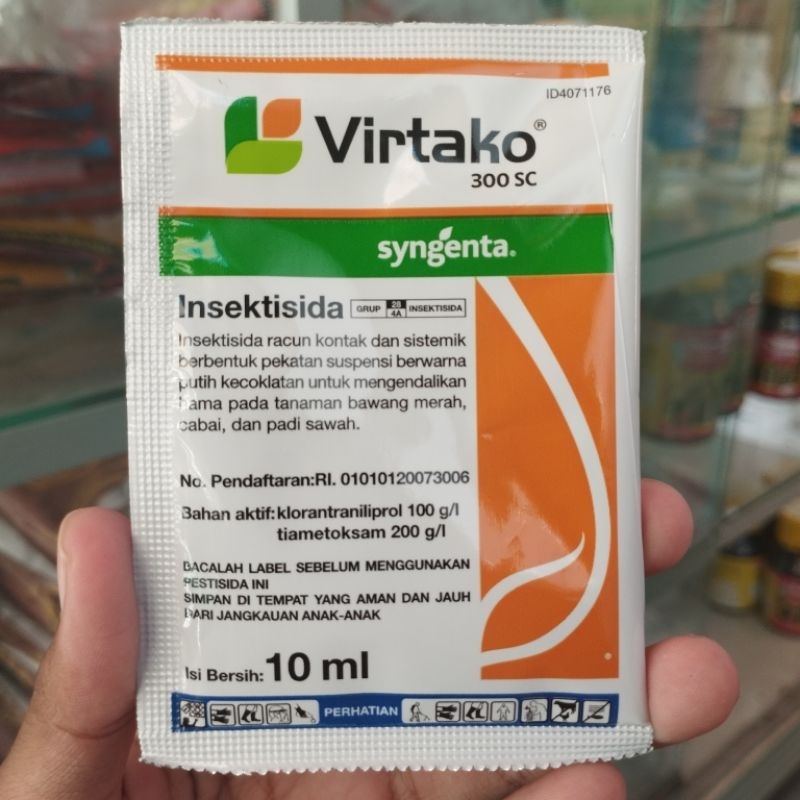 ID4071176
Virtako®
300 SC
syngenta®
Insektisida GRUP 28 4A INSEKTISIDA
Insektisida racun kontak dan sistemik
berbentuk pekatan suspensi berwarna
putih kecoklatan untuk mengendalikan
hama pada tanaman bawang merah,
cabai, dan padi sawah.
No. Pendaftaran:RI. 01010120073006
Bahan aktif: klorantraniliprol 100 g/l
tiametoksam 200 g/l
BACALAH LABEL SEBELUM MENGGUNAKAN
PESTISIDA INI
SIMPAN DI TEMPAT YANG AMAN DAN JAUH
DARI JANGKAUAN ANAK-ANAK
Isi Bersih: 10 ml
PERHATIAN